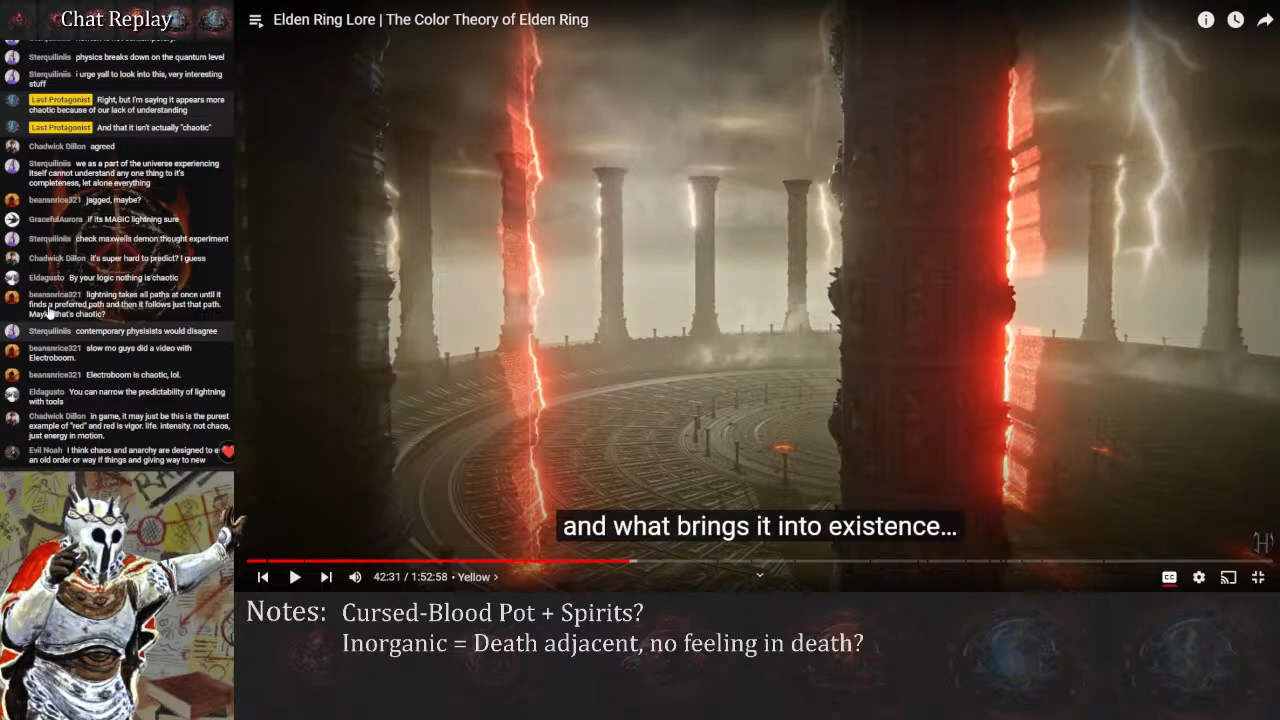 Chat Replay
Sterquiliniis physics breaks down on the quantum level
Sterquiliniis i urge yall to look into this, very interesting
stuff
Last Protagonist Right, but I'm saying it appears more
chaotic because of our lack of understanding
Last Protagonist And that it isn't actually "chaotic"
Chadwick Dillon agreed
Sterquiliniis we as a part of the universe experiencing
itself cannot understand any one thing to it's
completeness, let alone everything
beansnrice321 jagged, maybe?
GracefulAurora if its MAGIC lightning sure
Sterquiliniis check maxwells demon thought experiment
Chadwick Dillon it's super hard to predict? I guess
Eldagusto By your logic nothing is chaotic
beansnrice321 lightning takes all paths at once until it
finds a preferred path and then it follows just that path.
that's chaotic?
Sterquiliniis contemporary physisists would disagree
beansnrice321 slow mo guys did a video with
Electroboom.
beansnrice321 Electroboom is chaotic, lol.
Eldagusto You can narrow the predictability of lightning
with tools
Chadwick Dillon in game, it may just be this is the purest
example of "red" and red is vigor. life. intensity. not chaos,
just energy in motion.
Evil Noah I think chaos and anarchy are designed to
an old order or way if things and giving way to new
Elden Ring Lore | The Color Theory of Elden Ring
and what brings it into existence...
42:31 / 1:52:58 • Yellow >
CC
Notes: Cursed-Blood Pot + Spirits?
Inorganic = Death adjacent, no feeling in death?